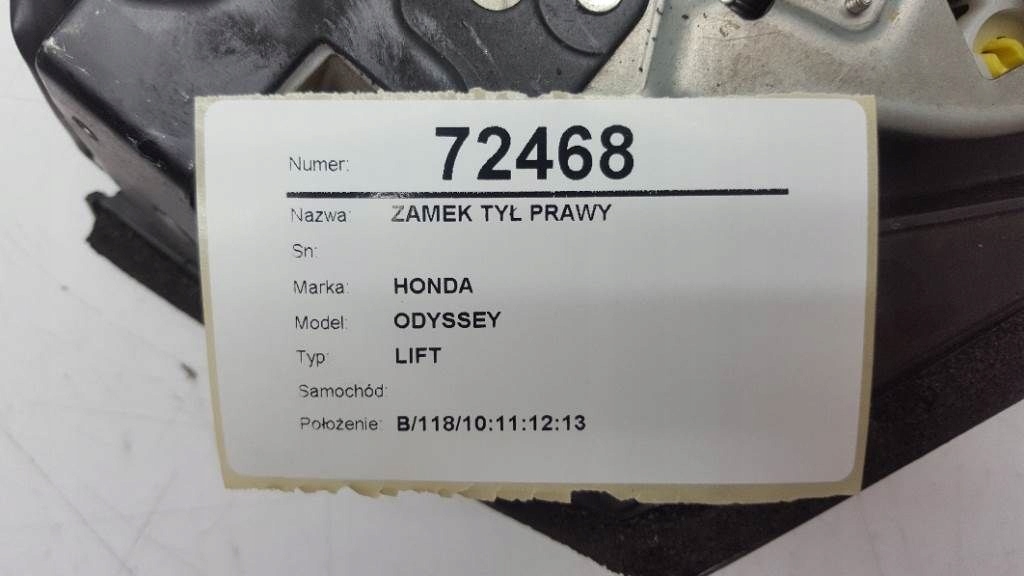 Numer: 72468
Nazwa: ZAMEK TYŁ PRAWY
Sn:
Marka: HONDA
Model: ODYSSEY
Typ: LIFT
Samochód:
Położenie: B/118/10:11:12:13